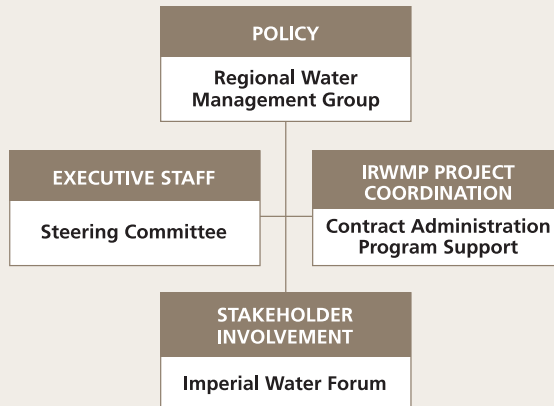 POLICY
Regional Water
Management Group
EXECUTIVE STAFF
Steering Committee
IRWMP PROJECT
COORDINATION
Contract Administration
Program Support
STAKEHOLDER
INVOLVEMENT
Imperial Water Forum